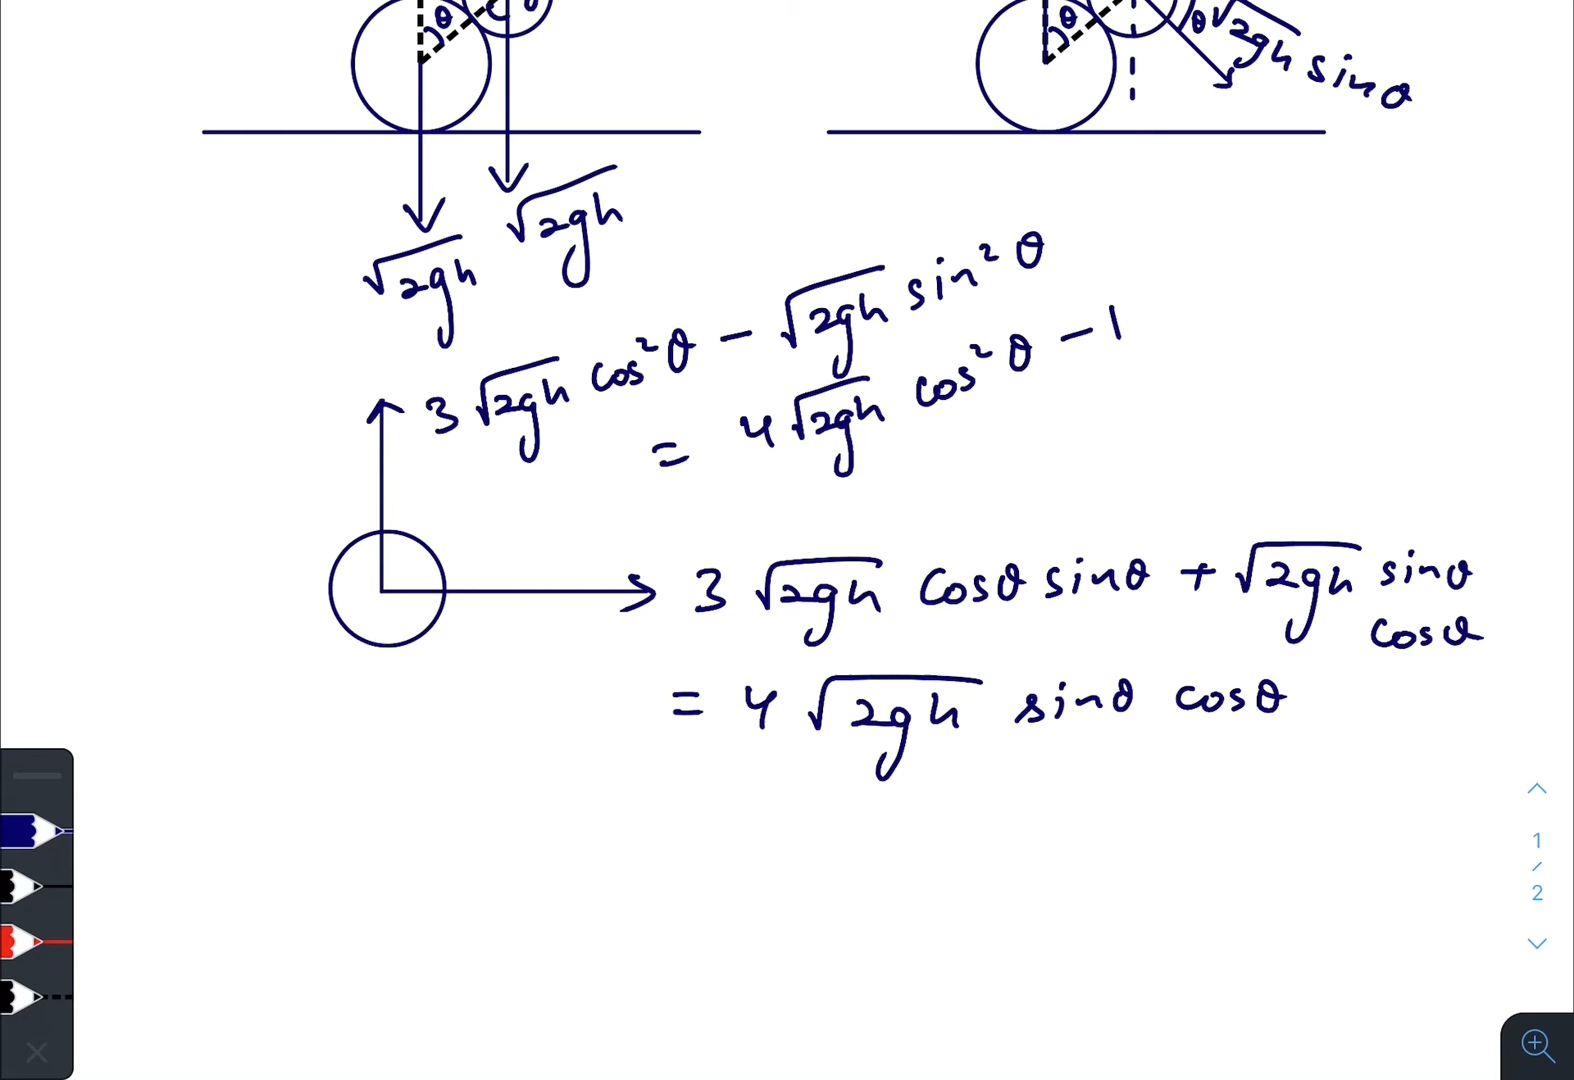 θ
θ
θ √2gh sin θ
√2gh
√2gh
3 √2gh cos²θ − √2gh sin²θ
= 4 √2gh cos²θ − 1
3 √2gh cosθ sinθ + √2gh sinθ
cosθ
= 4 √2gh sinθ cosθ
1
/
2